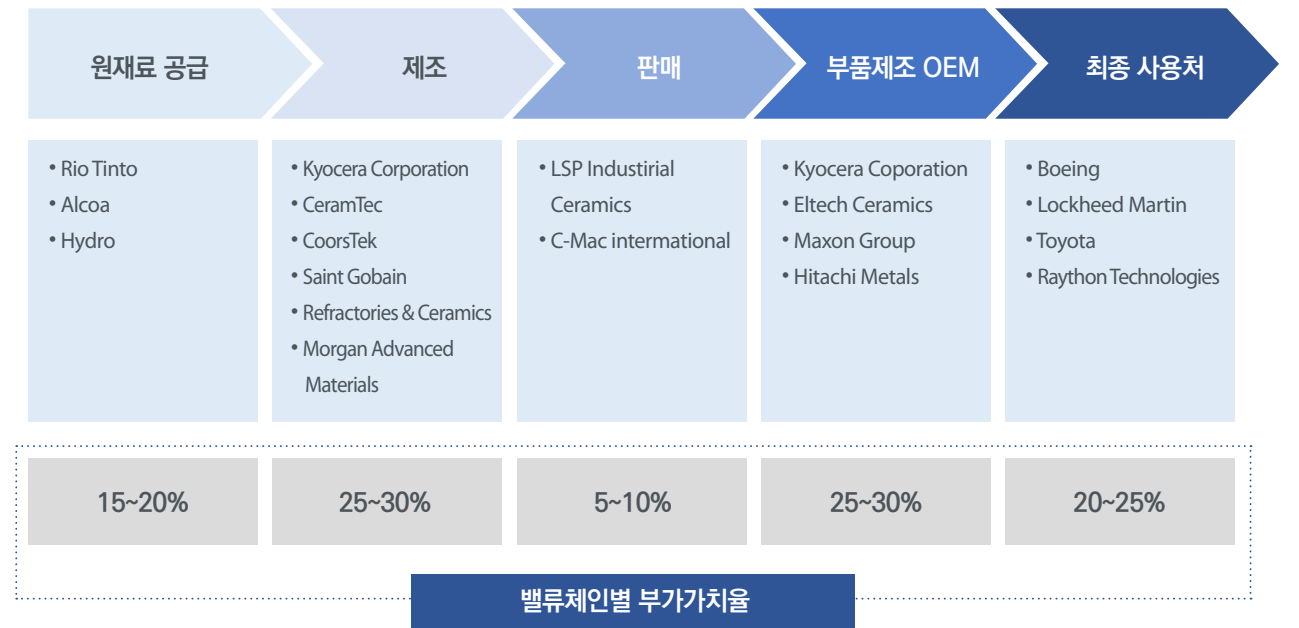 원재료 공급
제조
판매
부품제조 OEM
최종 사용처
• Rio Tinto
• Alcoa
• Hydro
• Kyocera Corporation
• CeramTec
• CoorsTek
• Saint Gobain
• Refractories & Ceramics
• Morgan Advanced
Materials
• LSP Industirial
Ceramics
• C-Mac intermational
• Kyocera Coporation
• Eltech Ceramics
• Maxon Group
• Hitachi Metals
• Boeing
• Lockheed Martin
• Toyota
• Raython Technologies
15~20%
25~30%
5~10%
25~30%
20~25%
밸류체인별 부가가치율